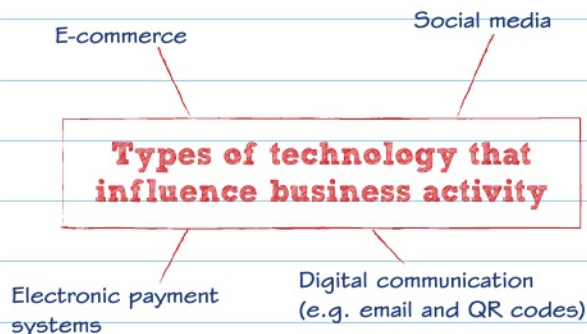 E-commerce
Social media
Types of technology that
influence business activity
Electronic payment
systems
Digital communication
(e.g. email and QR codes)